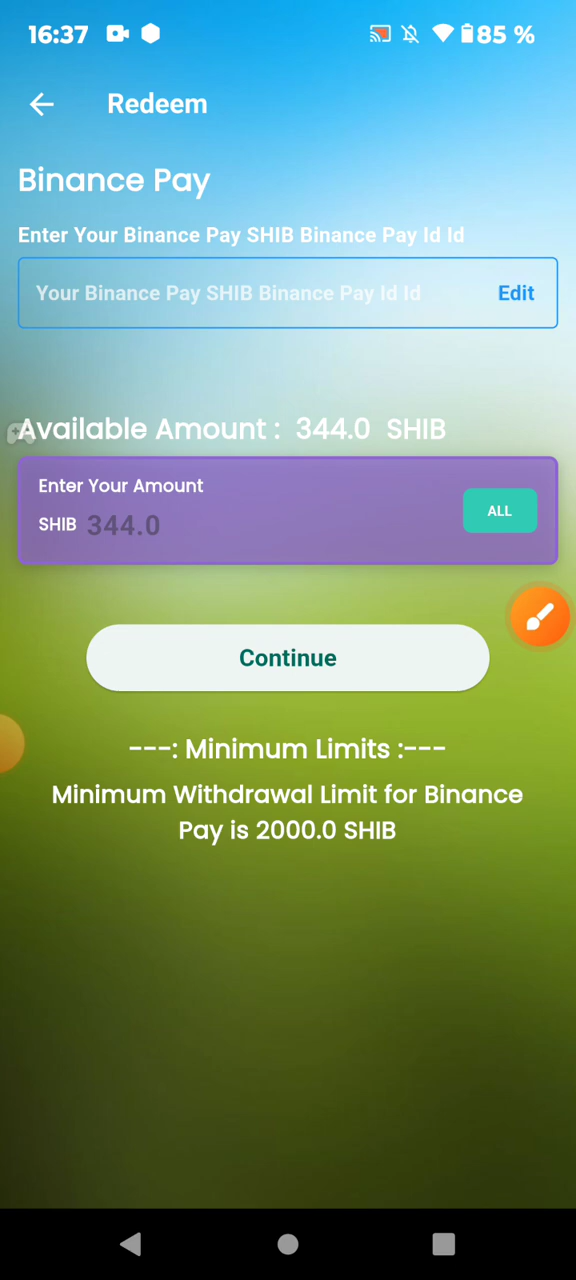 16:37
85 %
Redeem
Binance Pay
Enter Your Binance Pay SHIB Binance Pay Id Id
Your Binance Pay SHIB Binance Pay Id Id
Edit
Available Amount : 344.0 SHIB
Enter Your Amount
SHIB 344.0
ALL
Continue
---: Minimum Limits :---
Minimum Withdrawal Limit for Binance
Pay is 2000.0 SHIB